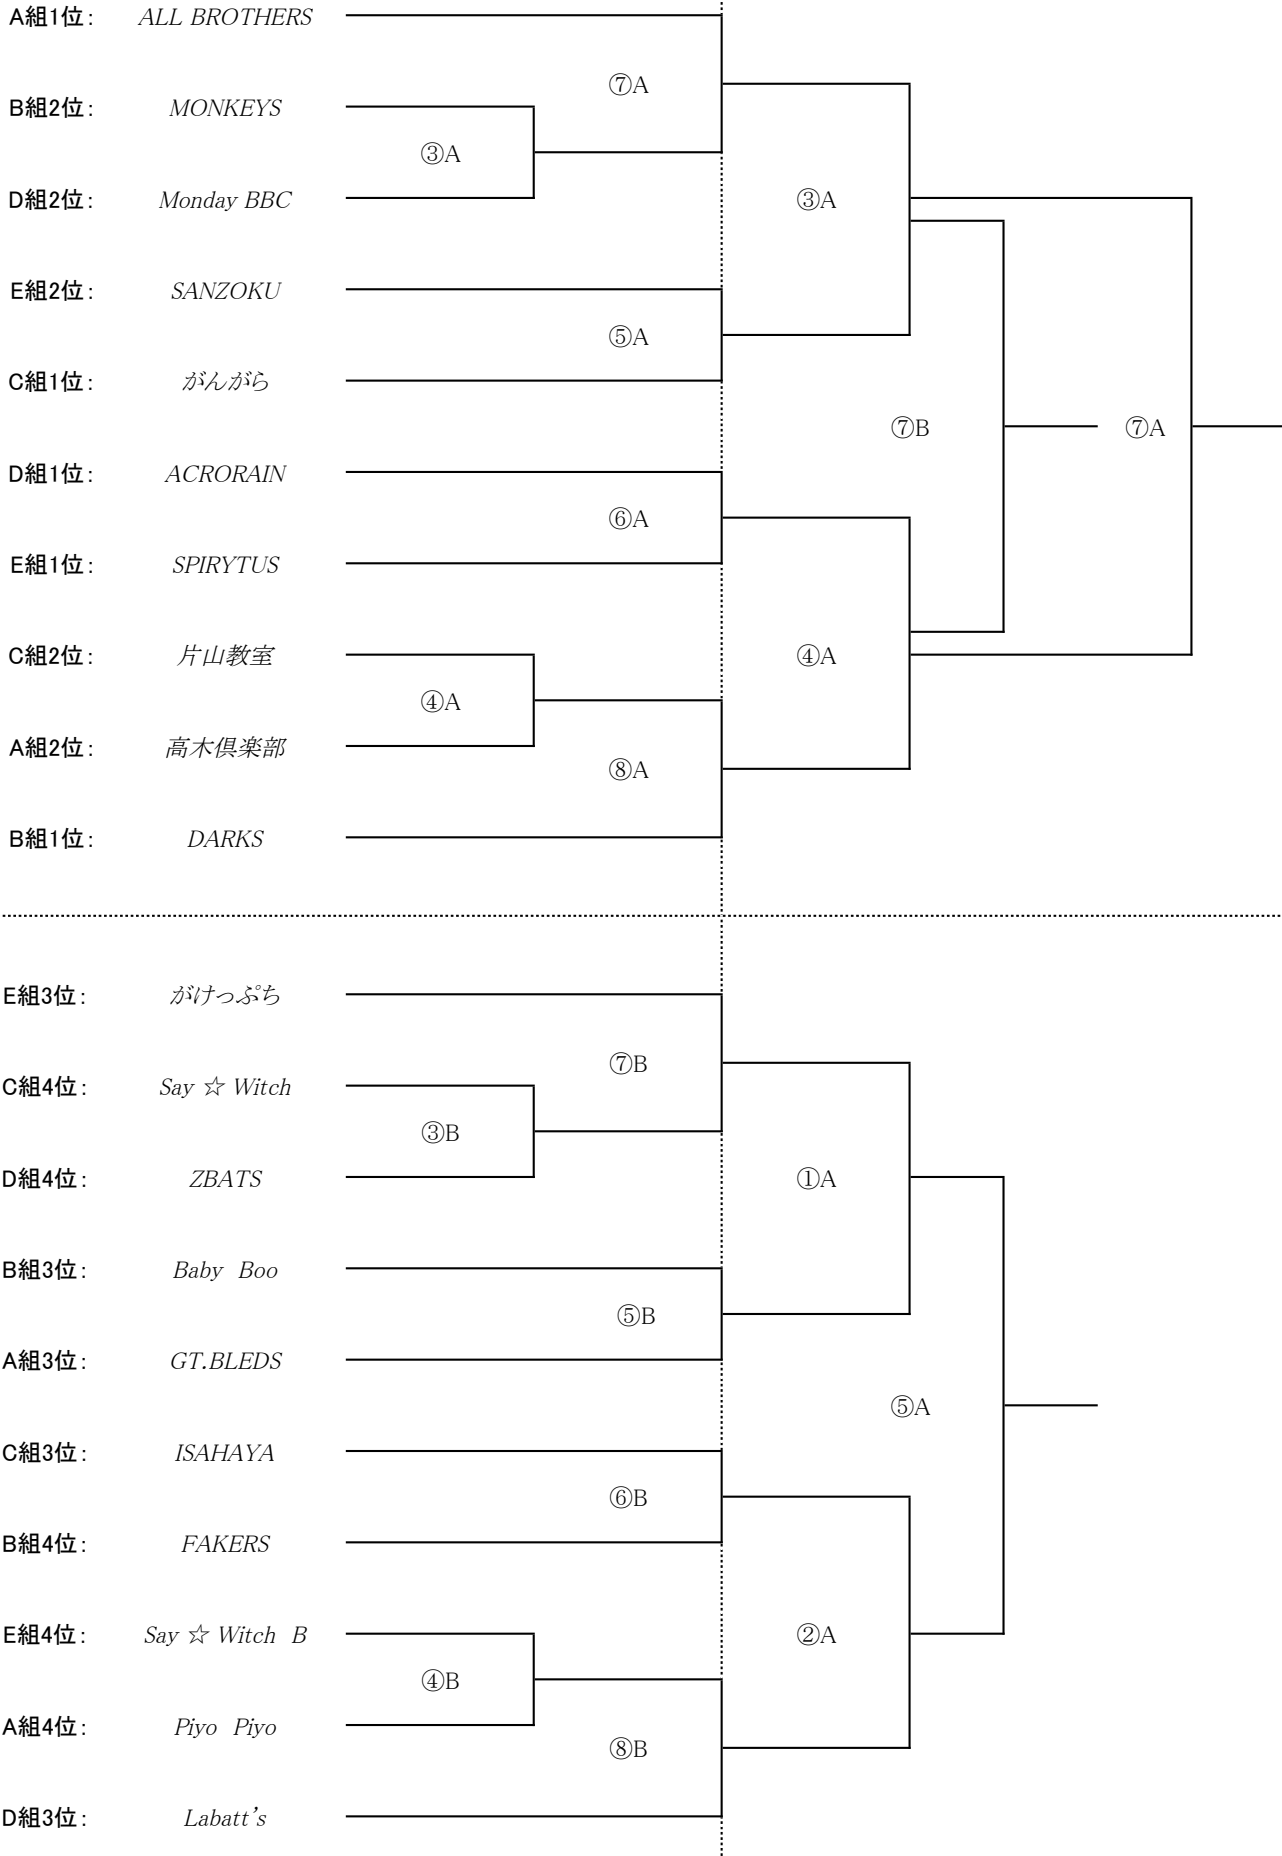 A組1位： ALL BROTHERS
⑦A
B組2位： MONKEYS
③A
D組2位： Monday BBC
③A
E組2位： SANZOKU
⑤A
C組1位： がんがら
⑦B ⑦A
D組1位： ACRORAIN
⑥A
E組1位： SPIRYTUS
C組2位： 片山教室
④A
④A
A組2位： 高木倶楽部
⑧A
B組1位： DARKS
E組3位： がけっぷち
⑦B
C組4位： Say ☆ Witch
③B
D組4位： ZBATS
①A
B組3位： Baby Boo
⑤B
A組3位： GT.BLEDS
⑤A
C組3位： ISAHAYA
⑥B
B組4位： FAKERS
E組4位： Say ☆ Witch B
②A
④B
A組4位： Piyo Piyo
⑧B
D組3位： Labatt's